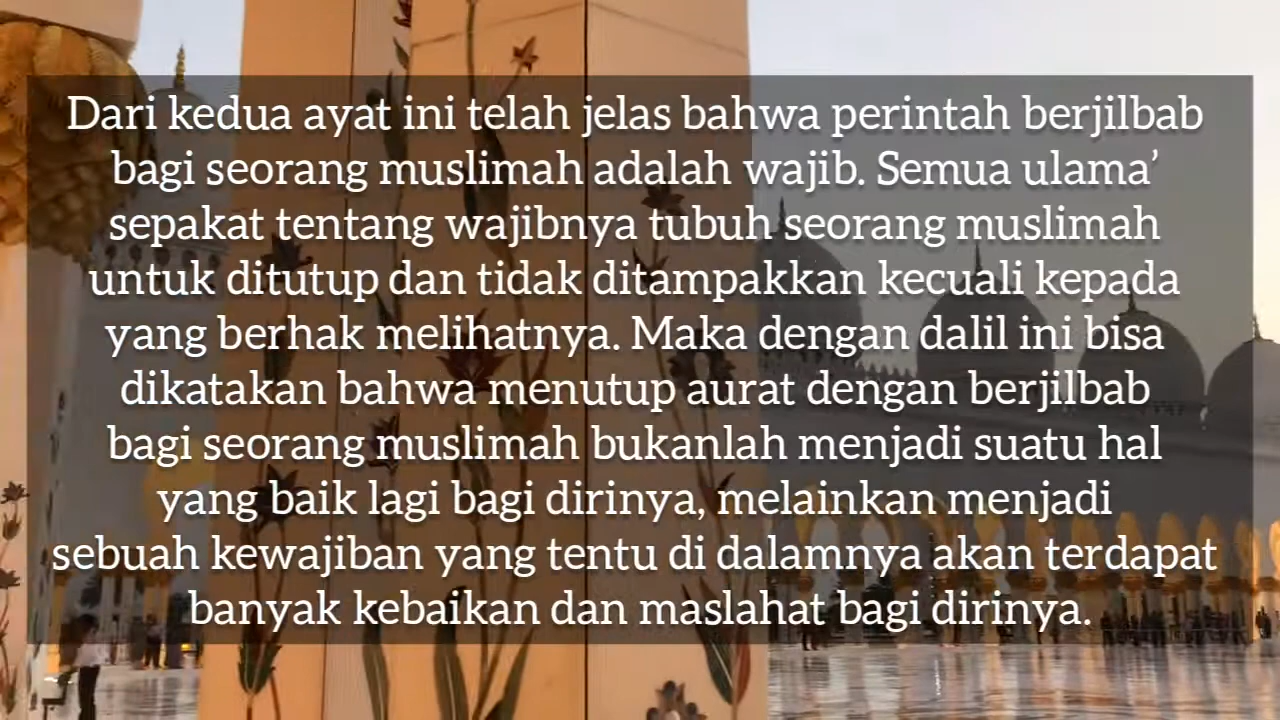 Dari kedua ayat ini telah jelas bahwa perintah berjilbab
bagi seorang muslimah adalah wajib. Semua ulama’
sepakat tentang wajibnya tubuh seorang muslimah
untuk ditutup dan tidak ditampakkan kecuali kepada
yang berhak melihatnya. Maka dengan dalil ini bisa
dikatakan bahwa menutup aurat dengan berjilbab
bagi seorang muslimah bukanlah menjadi suatu hal
yang baik lagi bagi dirinya, melainkan menjadi
sebuah kewajiban yang tentu di dalamnya akan terdapat
banyak kebaikan dan maslahat bagi dirinya.